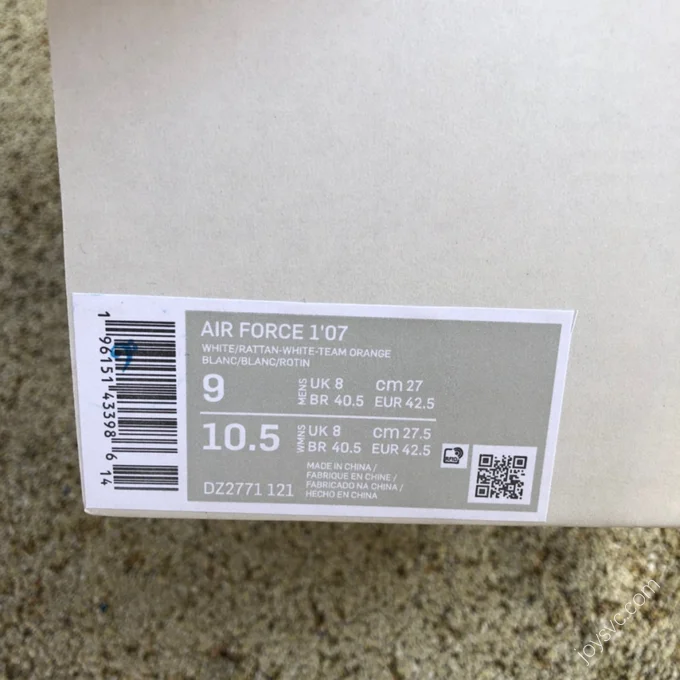 AIR FORCE 1'07
WHITE/RATTAN-WHITE-TEAM ORANGE
BLANC/BLANC/ROTIN
9 MENS UK 8 cm 27
BR 40.5 EUR 42.5
10.5 WMNS UK 8 cm 27.5
BR 40.5 EUR 42.5
MADE IN CHINA /
FABRIQUE EN CHINE /
FABRICADO NA CHINA /
HECHO EN CHINA
DZ2771 121
1 96151 43398 6 14
joysvc.com